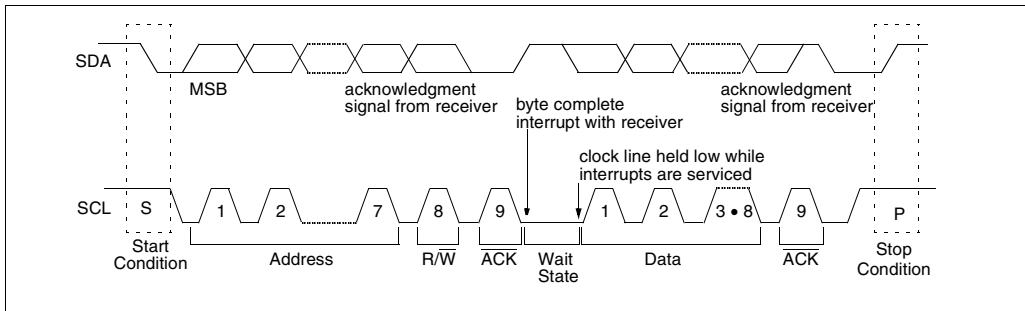 SDA
MSB
acknowledgment
signal from receiver
byte complete
interrupt with receiver
acknowledgment
signal from receiver
clock line held low while
interrupts are serviced
SCL
S
1
2
7
8
9
1
2
3 • 8
9
P
Start
Condition
Address
R/W̅
A̅C̅K̅
Wait
State
Data
A̅C̅K̅
Stop
Condition